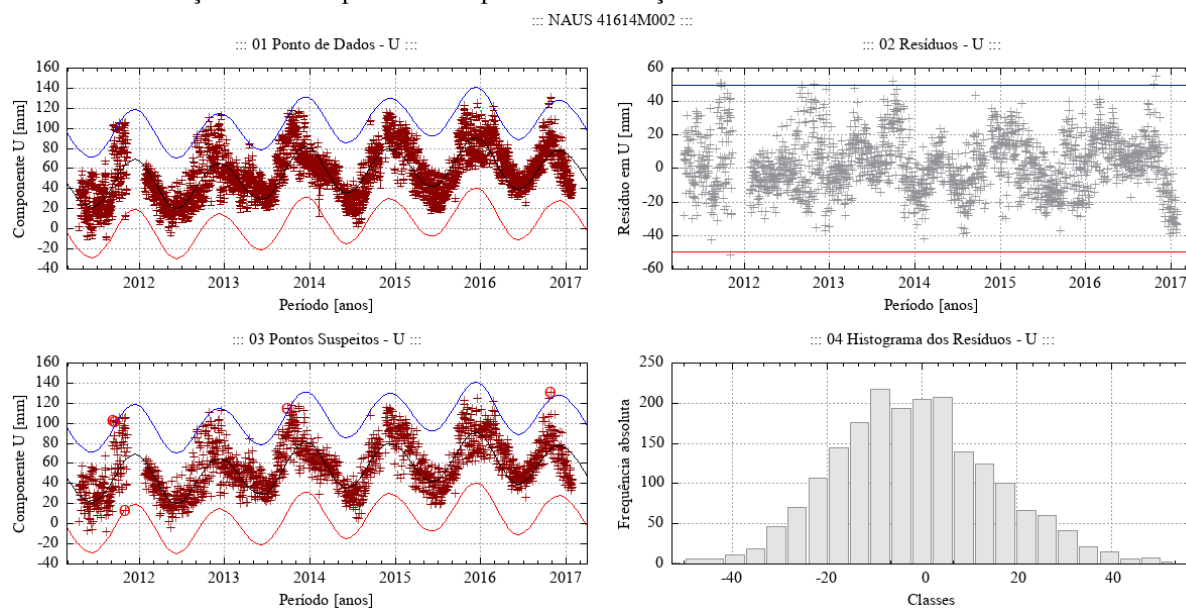 ::: NAUS 41614M002 :::
::: 01 Ponto de Dados - U :::
Componente U [mm]
160
140
120
100
80
60
40
20
0
-20
-40
2012 2013 2014 2015 2016 2017
Período [anos]
::: 02 Resíduos - U :::
Resíduo em U [mm]
60
40
20
0
-20
-40
-60
2012 2013 2014 2015 2016 2017
Período [anos]
::: 03 Pontos Suspeitos - U :::
Componente U [mm]
160
140
120
100
80
60
40
20
0
-20
-40
2012 2013 2014 2015 2016 2017
Período [anos]
::: 04 Histograma dos Resíduos - U :::
Frequência absoluta
250
200
150
100
50
0
-40 -20 0 20 40
Classes